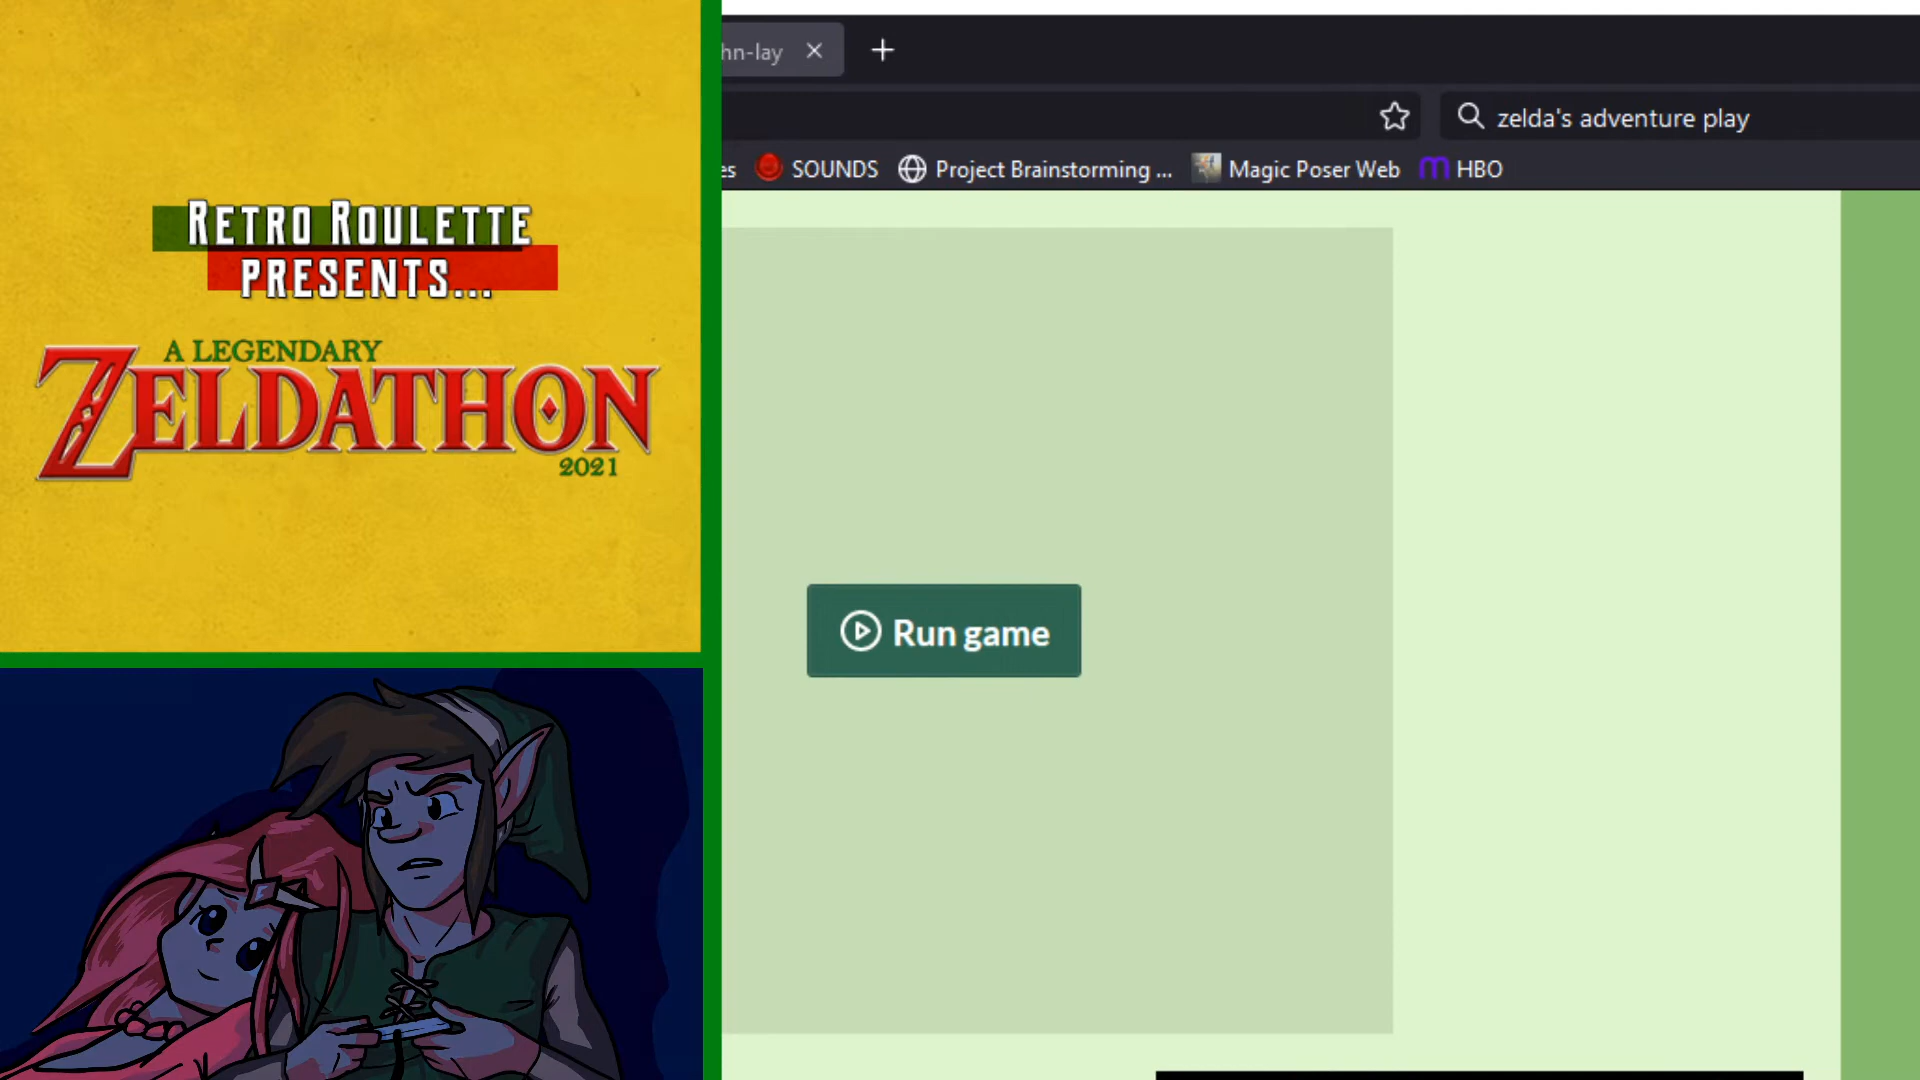 RETRO ROULETTE
PRESENTS...
A LEGENDARY
ZELDATHON
2021
hn-lay
zelda's adventure play
es
SOUNDS
Project Brainstorming ...
Magic Poser Web
HBO
Run game